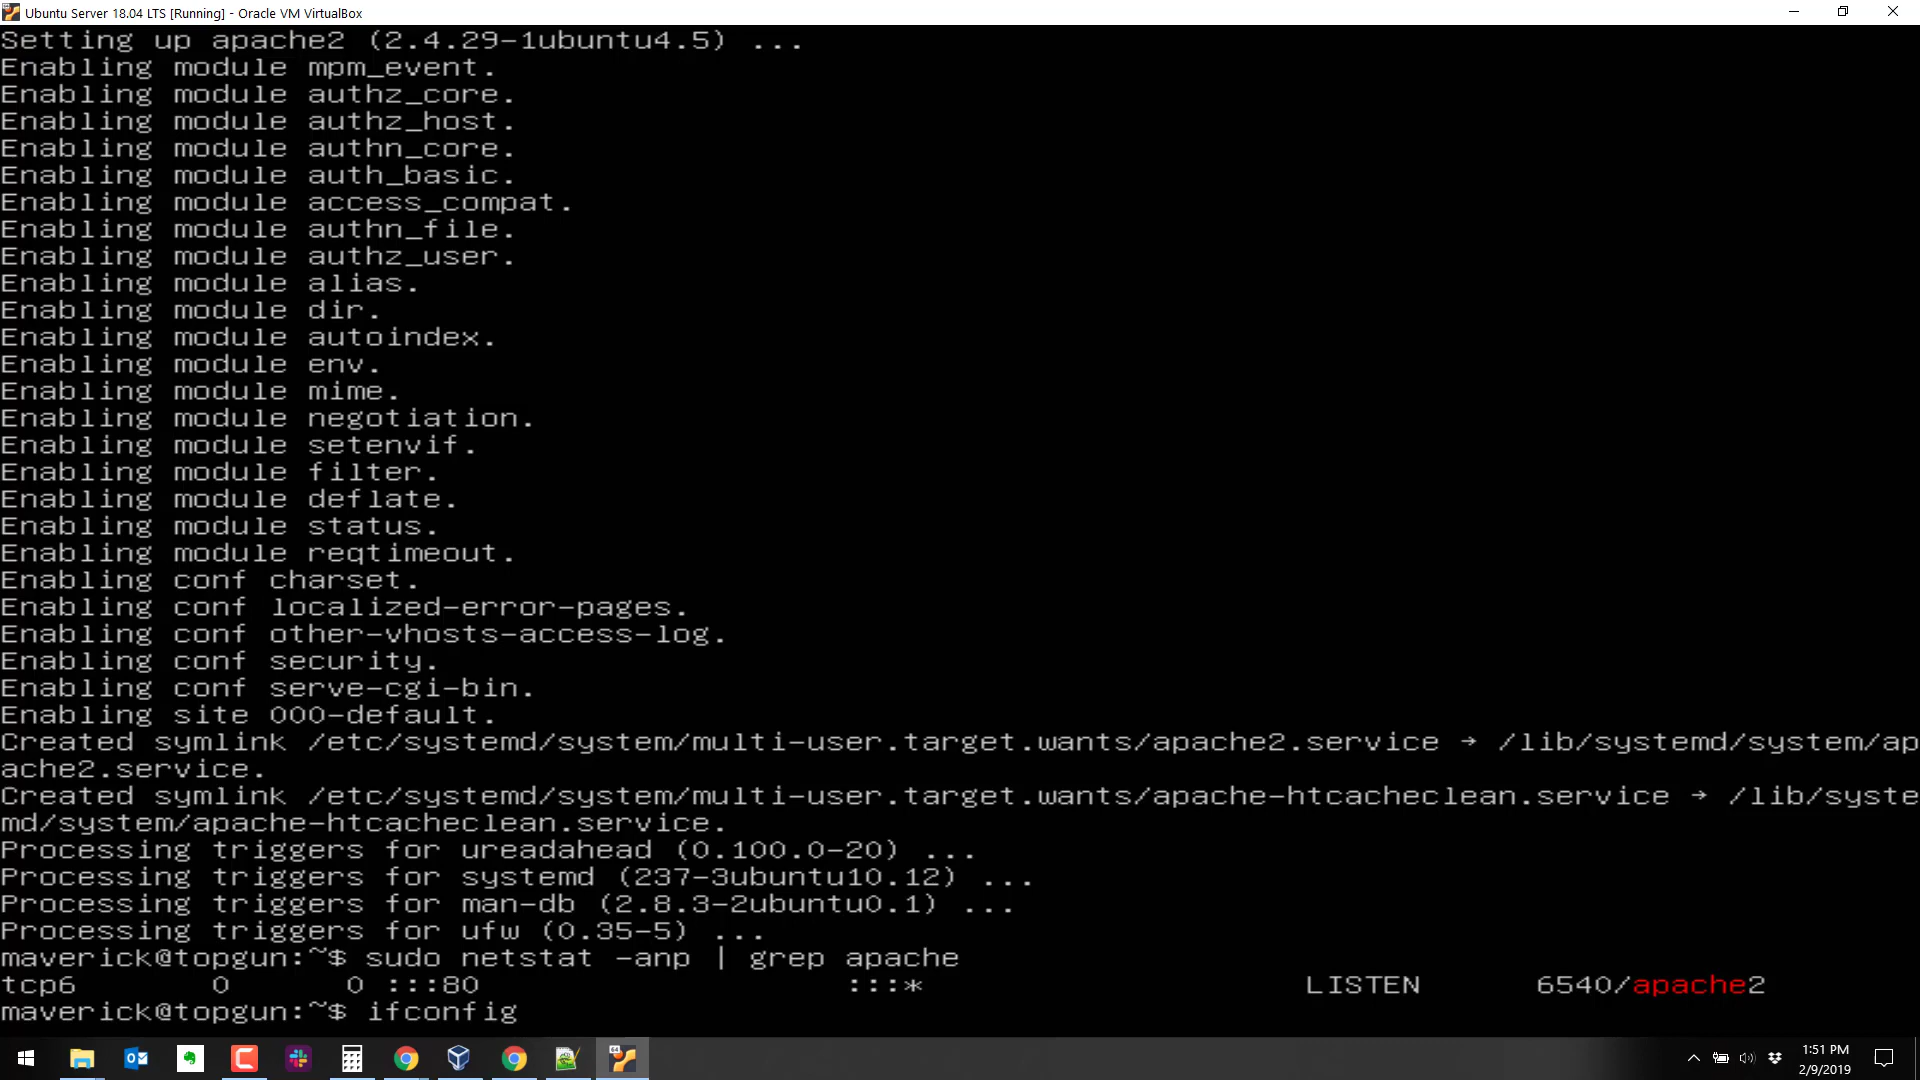 Ubuntu Server 18.04 LTS [Running] - Oracle VM VirtualBox
Setting up apache2 (2.4.29-1ubuntu4.5) ...
Enabling module mpm_event.
Enabling module authz_core.
Enabling module authz_host.
Enabling module authn_core.
Enabling module auth_basic.
Enabling module access_compat.
Enabling module authn_file.
Enabling module authz_user.
Enabling module alias.
Enabling module dir.
Enabling module autoindex.
Enabling module env.
Enabling module mime.
Enabling module negotiation.
Enabling module setenvif.
Enabling module filter.
Enabling module deflate.
Enabling module status.
Enabling module reqtimeout.
Enabling conf charset.
Enabling conf localized-error-pages.
Enabling conf other-vhosts-access-log.
Enabling conf security.
Enabling conf serve-cgi-bin.
Enabling site 000-default.
Created symlink /etc/systemd/system/multi-user.target.wants/apache2.service → /lib/systemd/system/ap
ache2.service.
Created symlink /etc/systemd/system/multi-user.target.wants/apache-htcacheclean.service → /lib/syste
md/system/apache-htcacheclean.service.
Processing triggers for ureadahead (0.100.0-20) ...
Processing triggers for systemd (237-3ubuntu10.12) ...
Processing triggers for man-db (2.8.3-2ubuntu0.1) ...
Processing triggers for ufw (0.35-5) ...
maverick@topgun:~$ sudo netstat -anp | grep apache
tcp6 0 0 :::80 :::* LISTEN 6540/apache2
maverick@topgun:~$ ifconfig
64
1:51 PM
2/9/2019